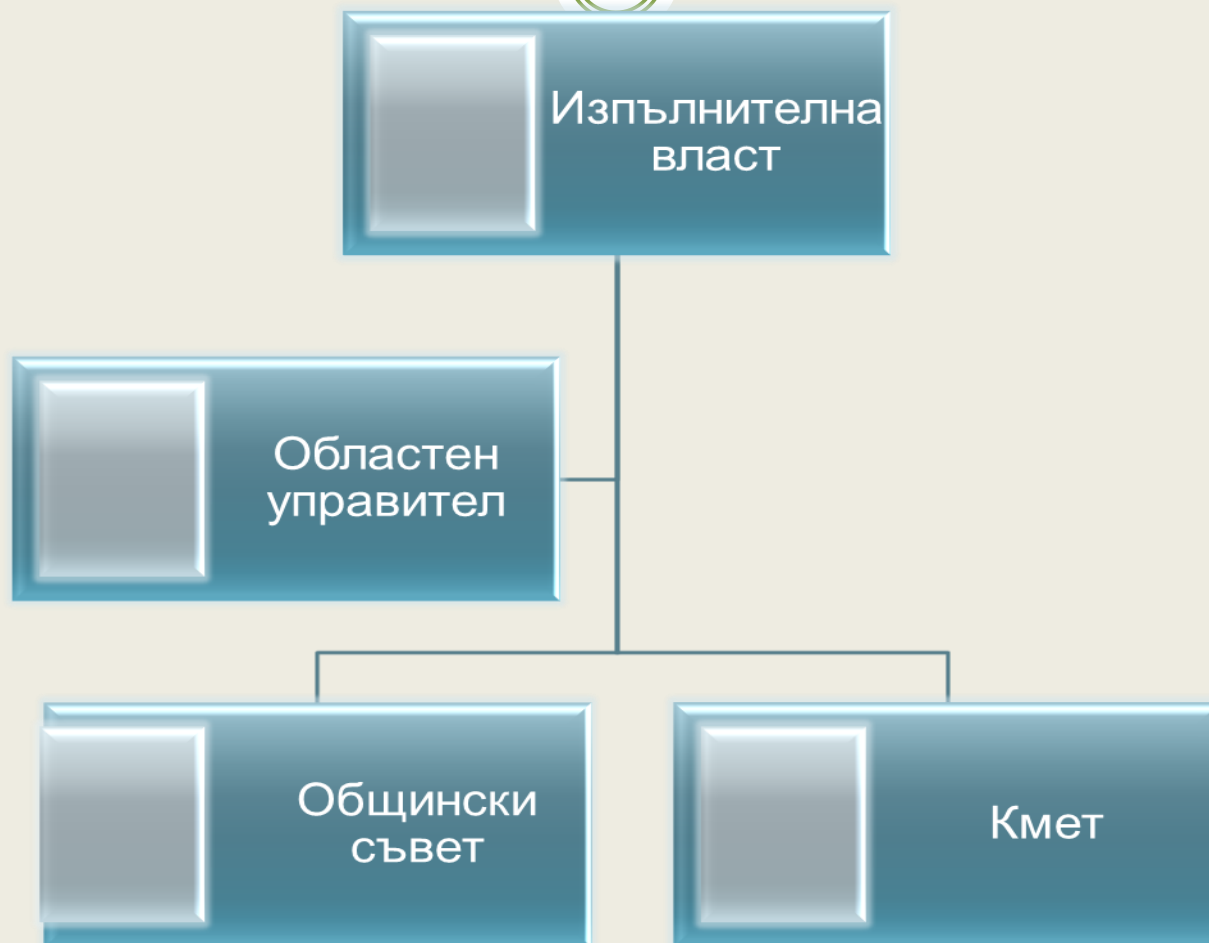 Изпълнителна
власт
Областен
управител
Общински
съвет
Кмет